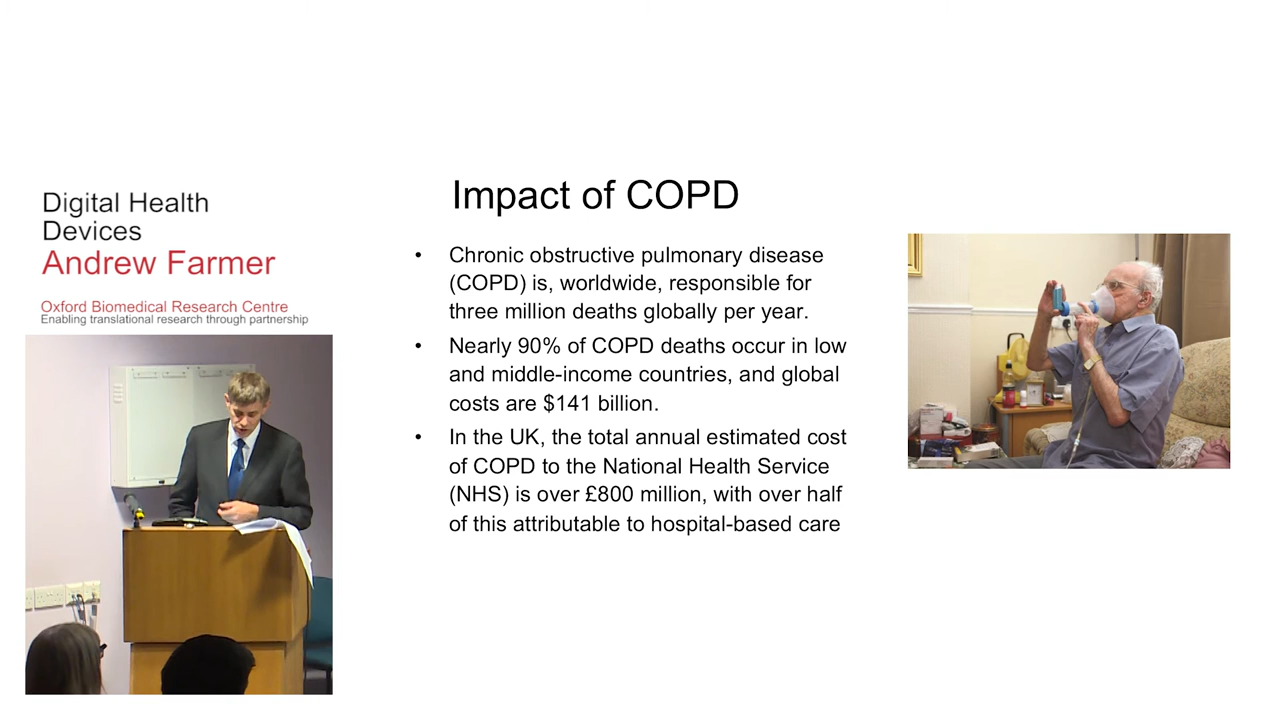 Digital Health
Devices
Andrew Farmer
Oxford Biomedical Research Centre
Enabling translational research through partnership
Impact of COPD
• Chronic obstructive pulmonary disease
(COPD) is, worldwide, responsible for
three million deaths globally per year.
• Nearly 90% of COPD deaths occur in low
and middle-income countries, and global
costs are $141 billion.
• In the UK, the total annual estimated cost
of COPD to the National Health Service
(NHS) is over £800 million, with over half
of this attributable to hospital-based care